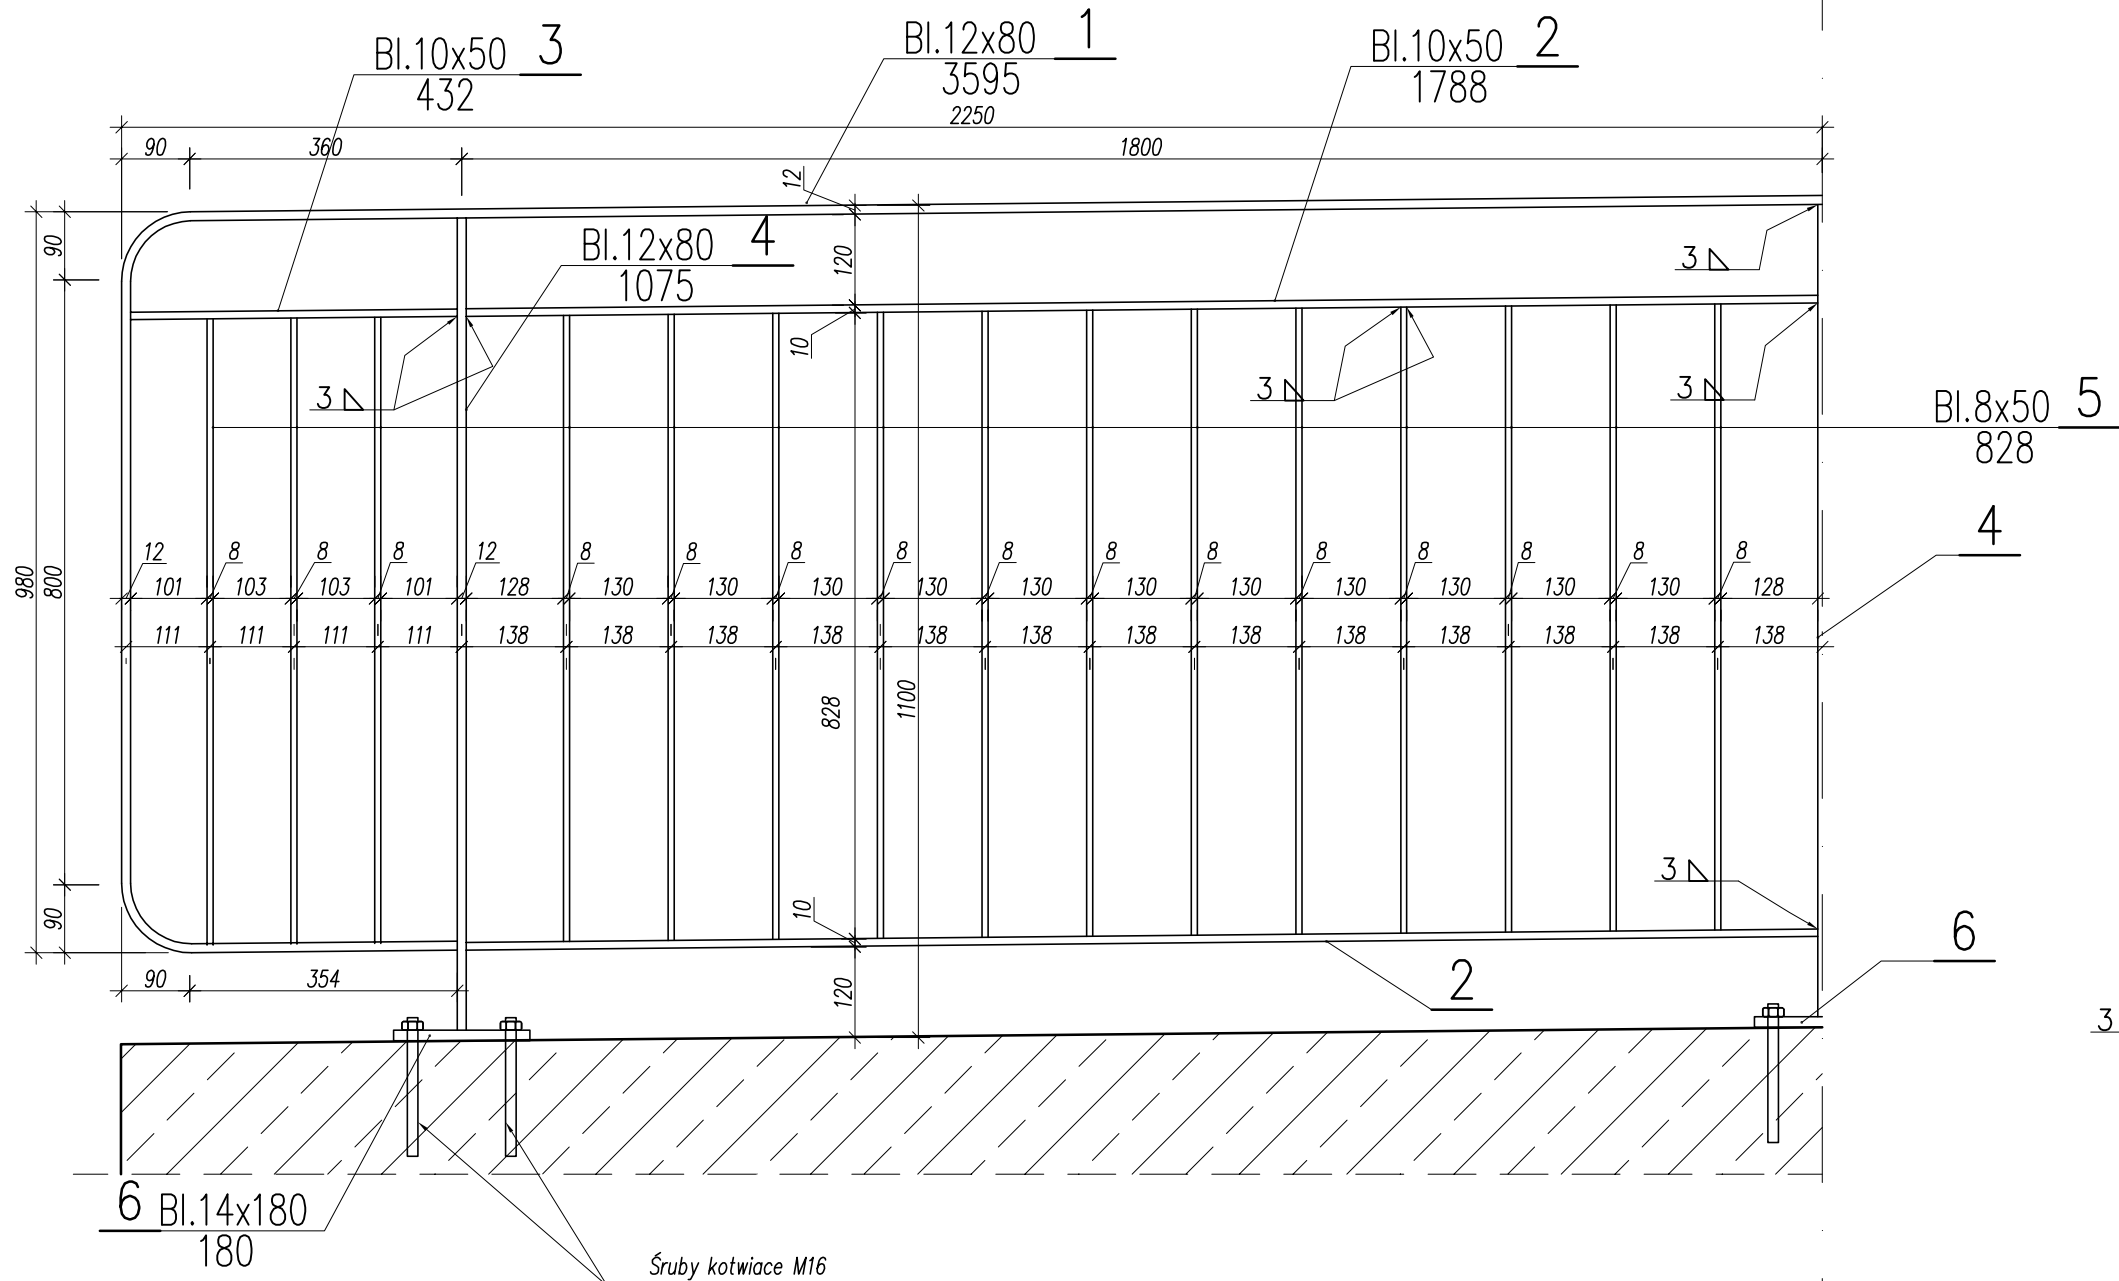 Bl.10x50 3
432
Bl.12x80 1
3595
Bl.10x50 2
1788
2250
90 360 1800
12
90
Bl.12x80 4
1075
120
3
10
3 3 3
Bl.8x50 5
828
4
12 8 8 8 12 8 8 8 8 8 8 8 8 8 8 8 8
980 800
101 103 103 101 128 130 130 130 130 130 130 130 130 130 130 130 128
111 111 111 111 138 138 138 138 138 138 138 138 138 138 138 138 138
828 1100
3
90
10
6
90 354
2
120
3
6 Bl.14x180
180
Śruby kotwiace M16